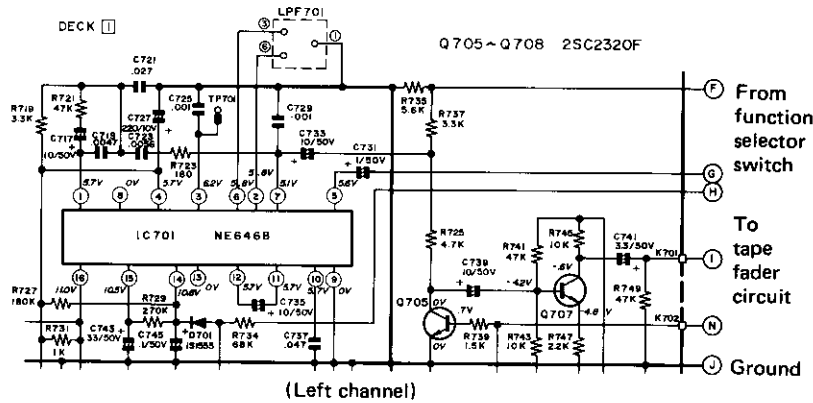 LPF701
DECK 1
③ ① ⑥
Q705~Q708 2SC2320F
C721
.027
R719
3.3K
R721
47K
C725
.001
TP701
C727
220/10V
C729
.001
R735
5.6K
R737
3.3K
F
From
function
selector
switch
C717
10/50V
C719
.0047
C723
.0056
R723
180
C733
10/50V
C731
1/50V
G
H
5.7V 0V 5.7V 6.2V 5.8V 5.8V 5.1V 5.6V
1 8 4 3 6 2 7 5
IC701 NE646B
16 15 14 13 12 11 10 9
11.0V 10.5V 10.8V 0V 5.7V 5.7V 5.7V 0V
R725
4.7K
R741
47K
R745
10K
C741
3.3/50V
K701
I
To
tape
fader
circuit
C739
10/50V
-.6V
-4.2V
-4.8V
R749
47K
R727
180K
R729
270K
C735
10/50V
Q705
0V
.7V
0V
Q707
K702
N
R731
1K
C743
33/50V
C745
1/50V
D701
1S1555
R734
68K
C737
.047
R739
1.5K
R743
10K
R747
2.2K
J
Ground
(Left channel)